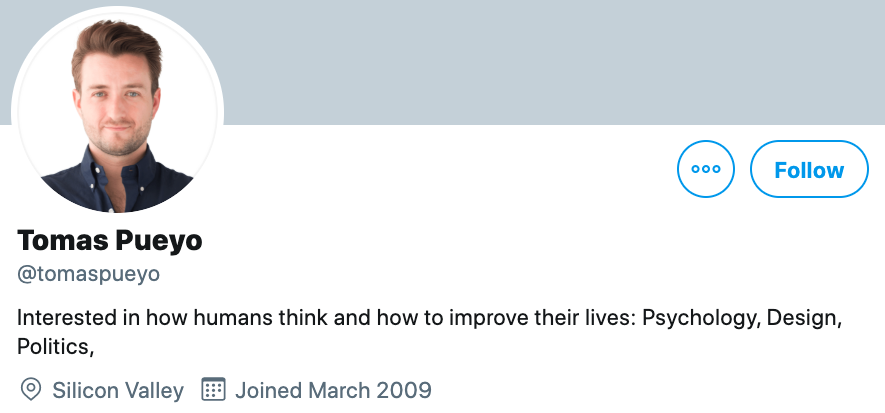 Follow
Tomas Pueyo
@tomaspueyo
Interested in how humans think and how to improve their lives: Psychology, Design,
Politics,
Silicon Valley Joined March 2009